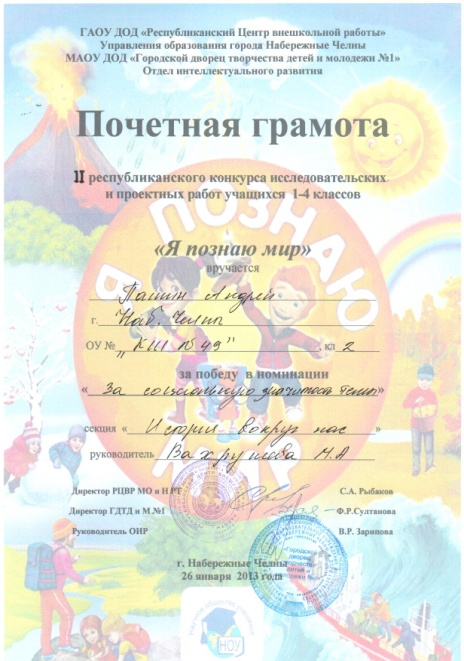 ГАОУ ДОД «Республиканский Центр внешкольной работы»
Управления образования города Набережные Челны
МАОУ ДОД «Городской дворец творчества детей и молодежи №1»
Отдел интеллектуального развития
Почетная грамота
II республиканского конкурса исследовательских
и проектных работ учащихся 1-4 классов
«Я познаю мир»
вручается
Пашин Андрей
г. Наб. Челны
ОУ № „КШ №49" , кл 2
за победу в номинации
« За социальную значимость темы»
секция « История вокруг нас »
руководитель Вахрушева Н.А
Директор РЦВР МО и Н РТ С.А. Рыбаков
Директор ГДТД и М.№1 Ф.Р.Султанова
Руководитель ОИР В.Р. Зарипова
г. Набережные Челны
26 января 2013 года
Я ПОЗНАЮ
НОУ